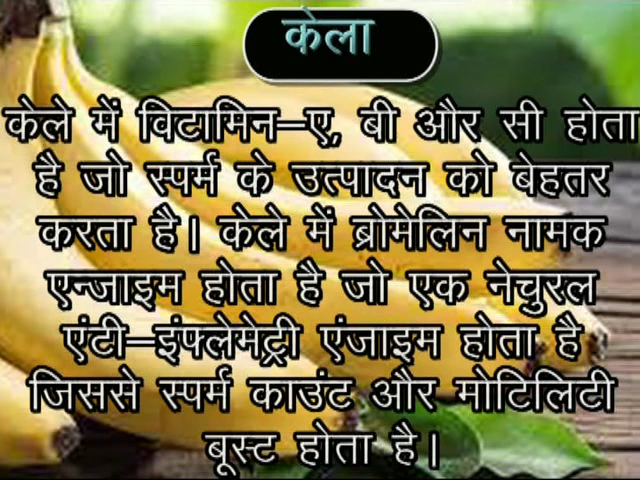 केला
केले में विटामिन–ए, बी और सी होता
है जो स्पर्म के उत्पादन को बेहतर
करता है। केले में ब्रोमेलिन नामक
एन्जाइम होता है जो एक नेचुरल
एंटी–इंफ्लेमेट्री एंजाइम होता है
जिससे स्पर्म काउंट और मोटिलिटी
बूस्ट होता है।